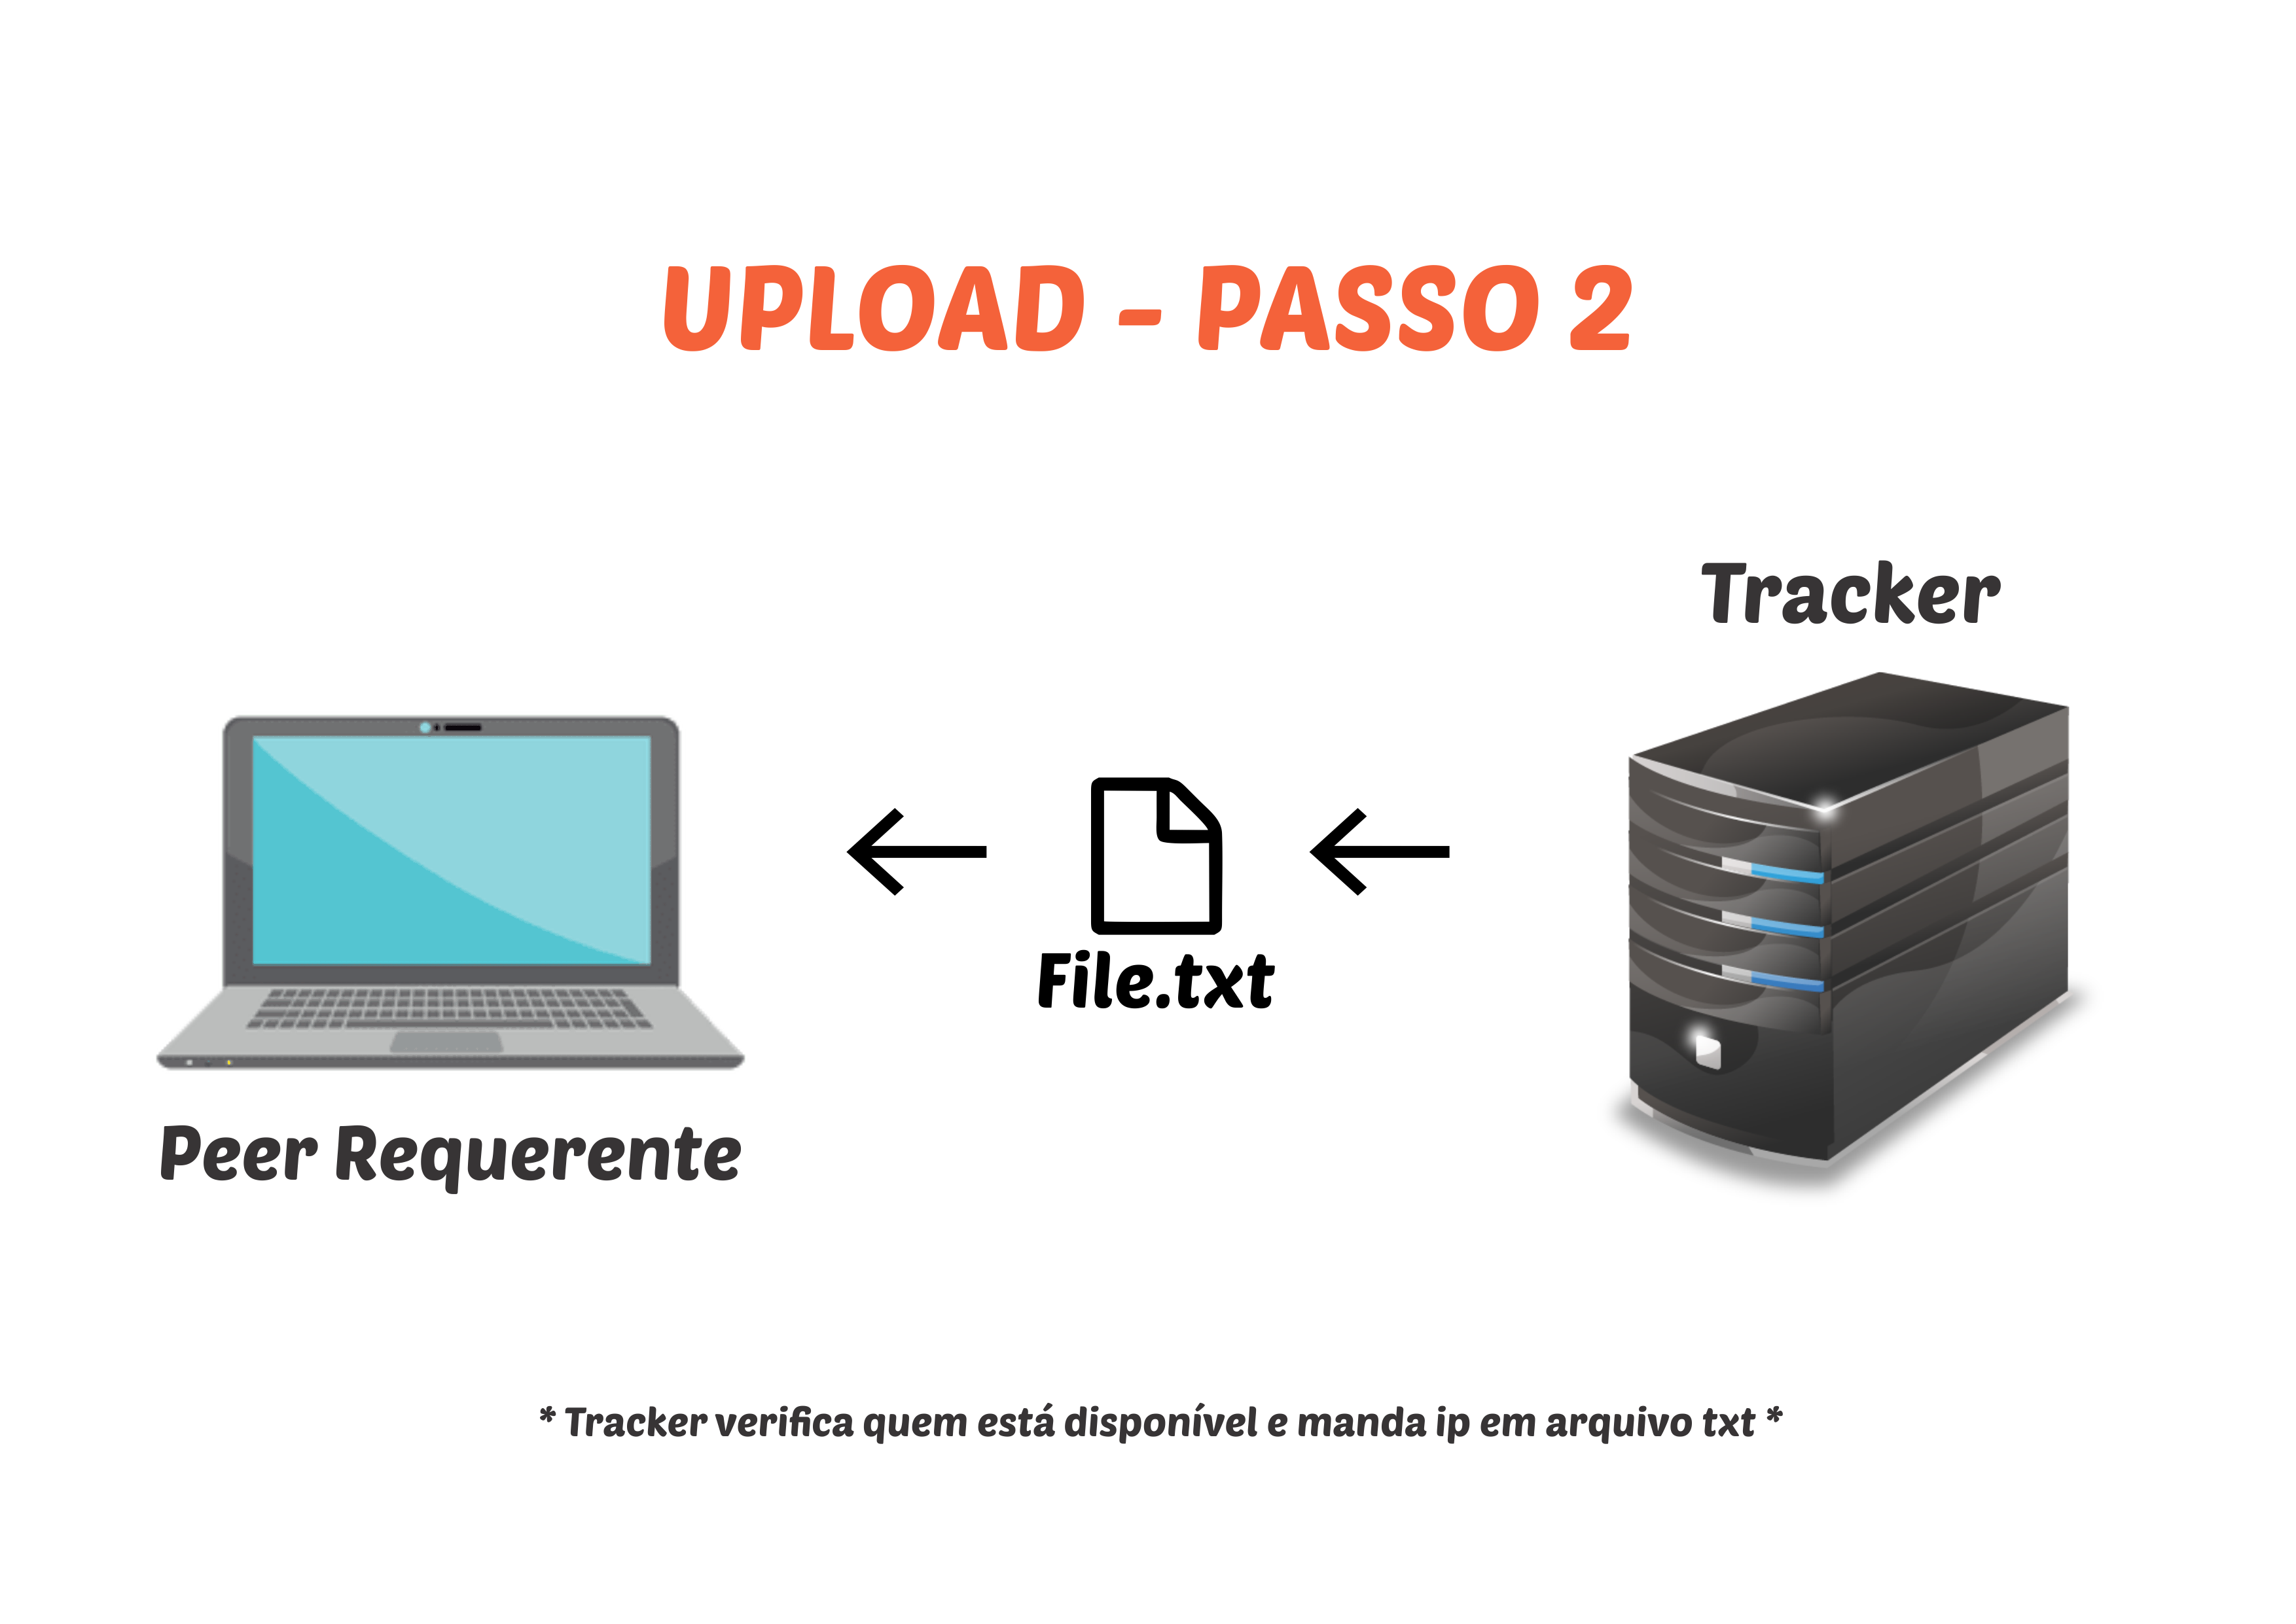 UPLOAD - PASSO 2
Tracker
File.txt
Peer Requerente
* Tracker verifica quem está disponível e manda ip em arquivo txt *